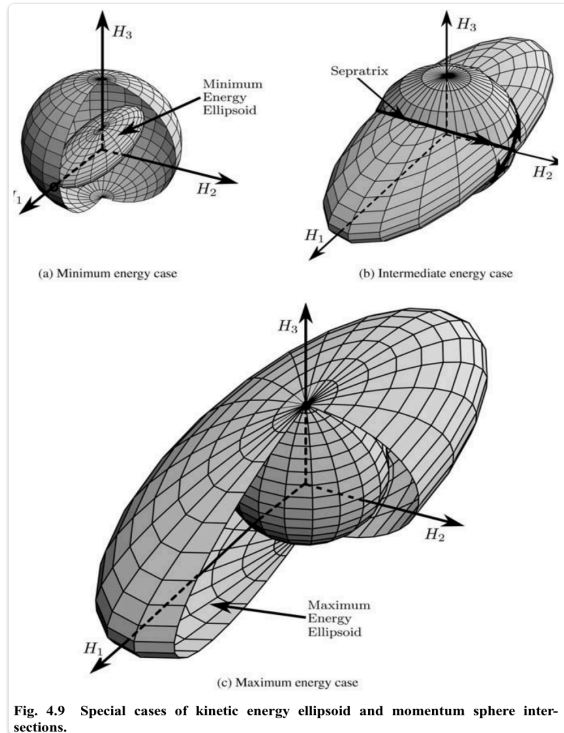 H3
Minimum
Energy
Ellipsoid
H2
(a) Minimum energy case
H3
Sepratrix
H2
H1
(b) Intermediate energy case
H3
H2
Maximum
Energy
Ellipsoid
H1
(c) Maximum energy case
Fig. 4.9 Special cases of kinetic energy ellipsoid and momentum sphere inter-
sections.